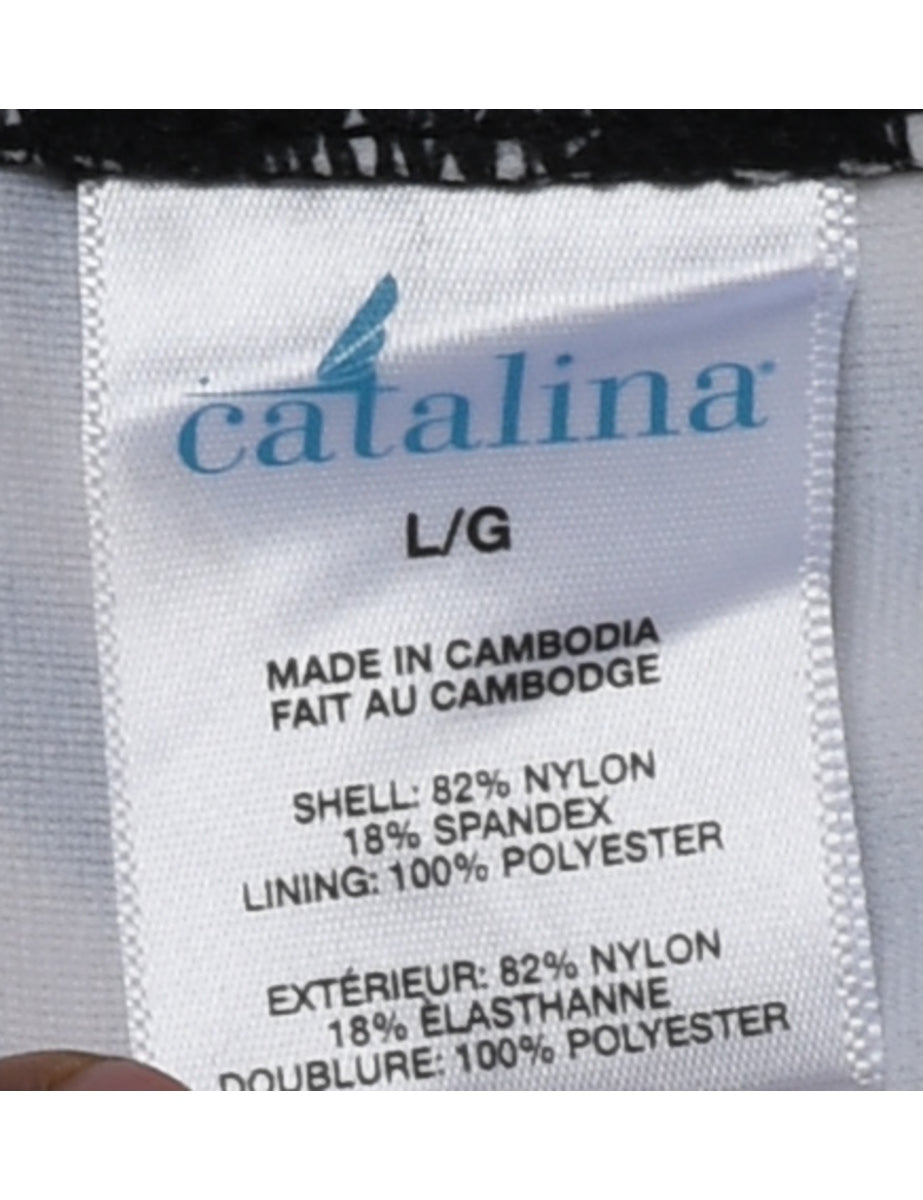 catalina®
L/G
MADE IN CAMBODIA
FAIT AU CAMBODGE
SHELL: 82% NYLON
18% SPANDEX
LINING: 100% POLYESTER
EXTÉRIEUR: 82% NYLON
18% ÉLASTHANNE
DOUBLURE: 100% POLYESTER